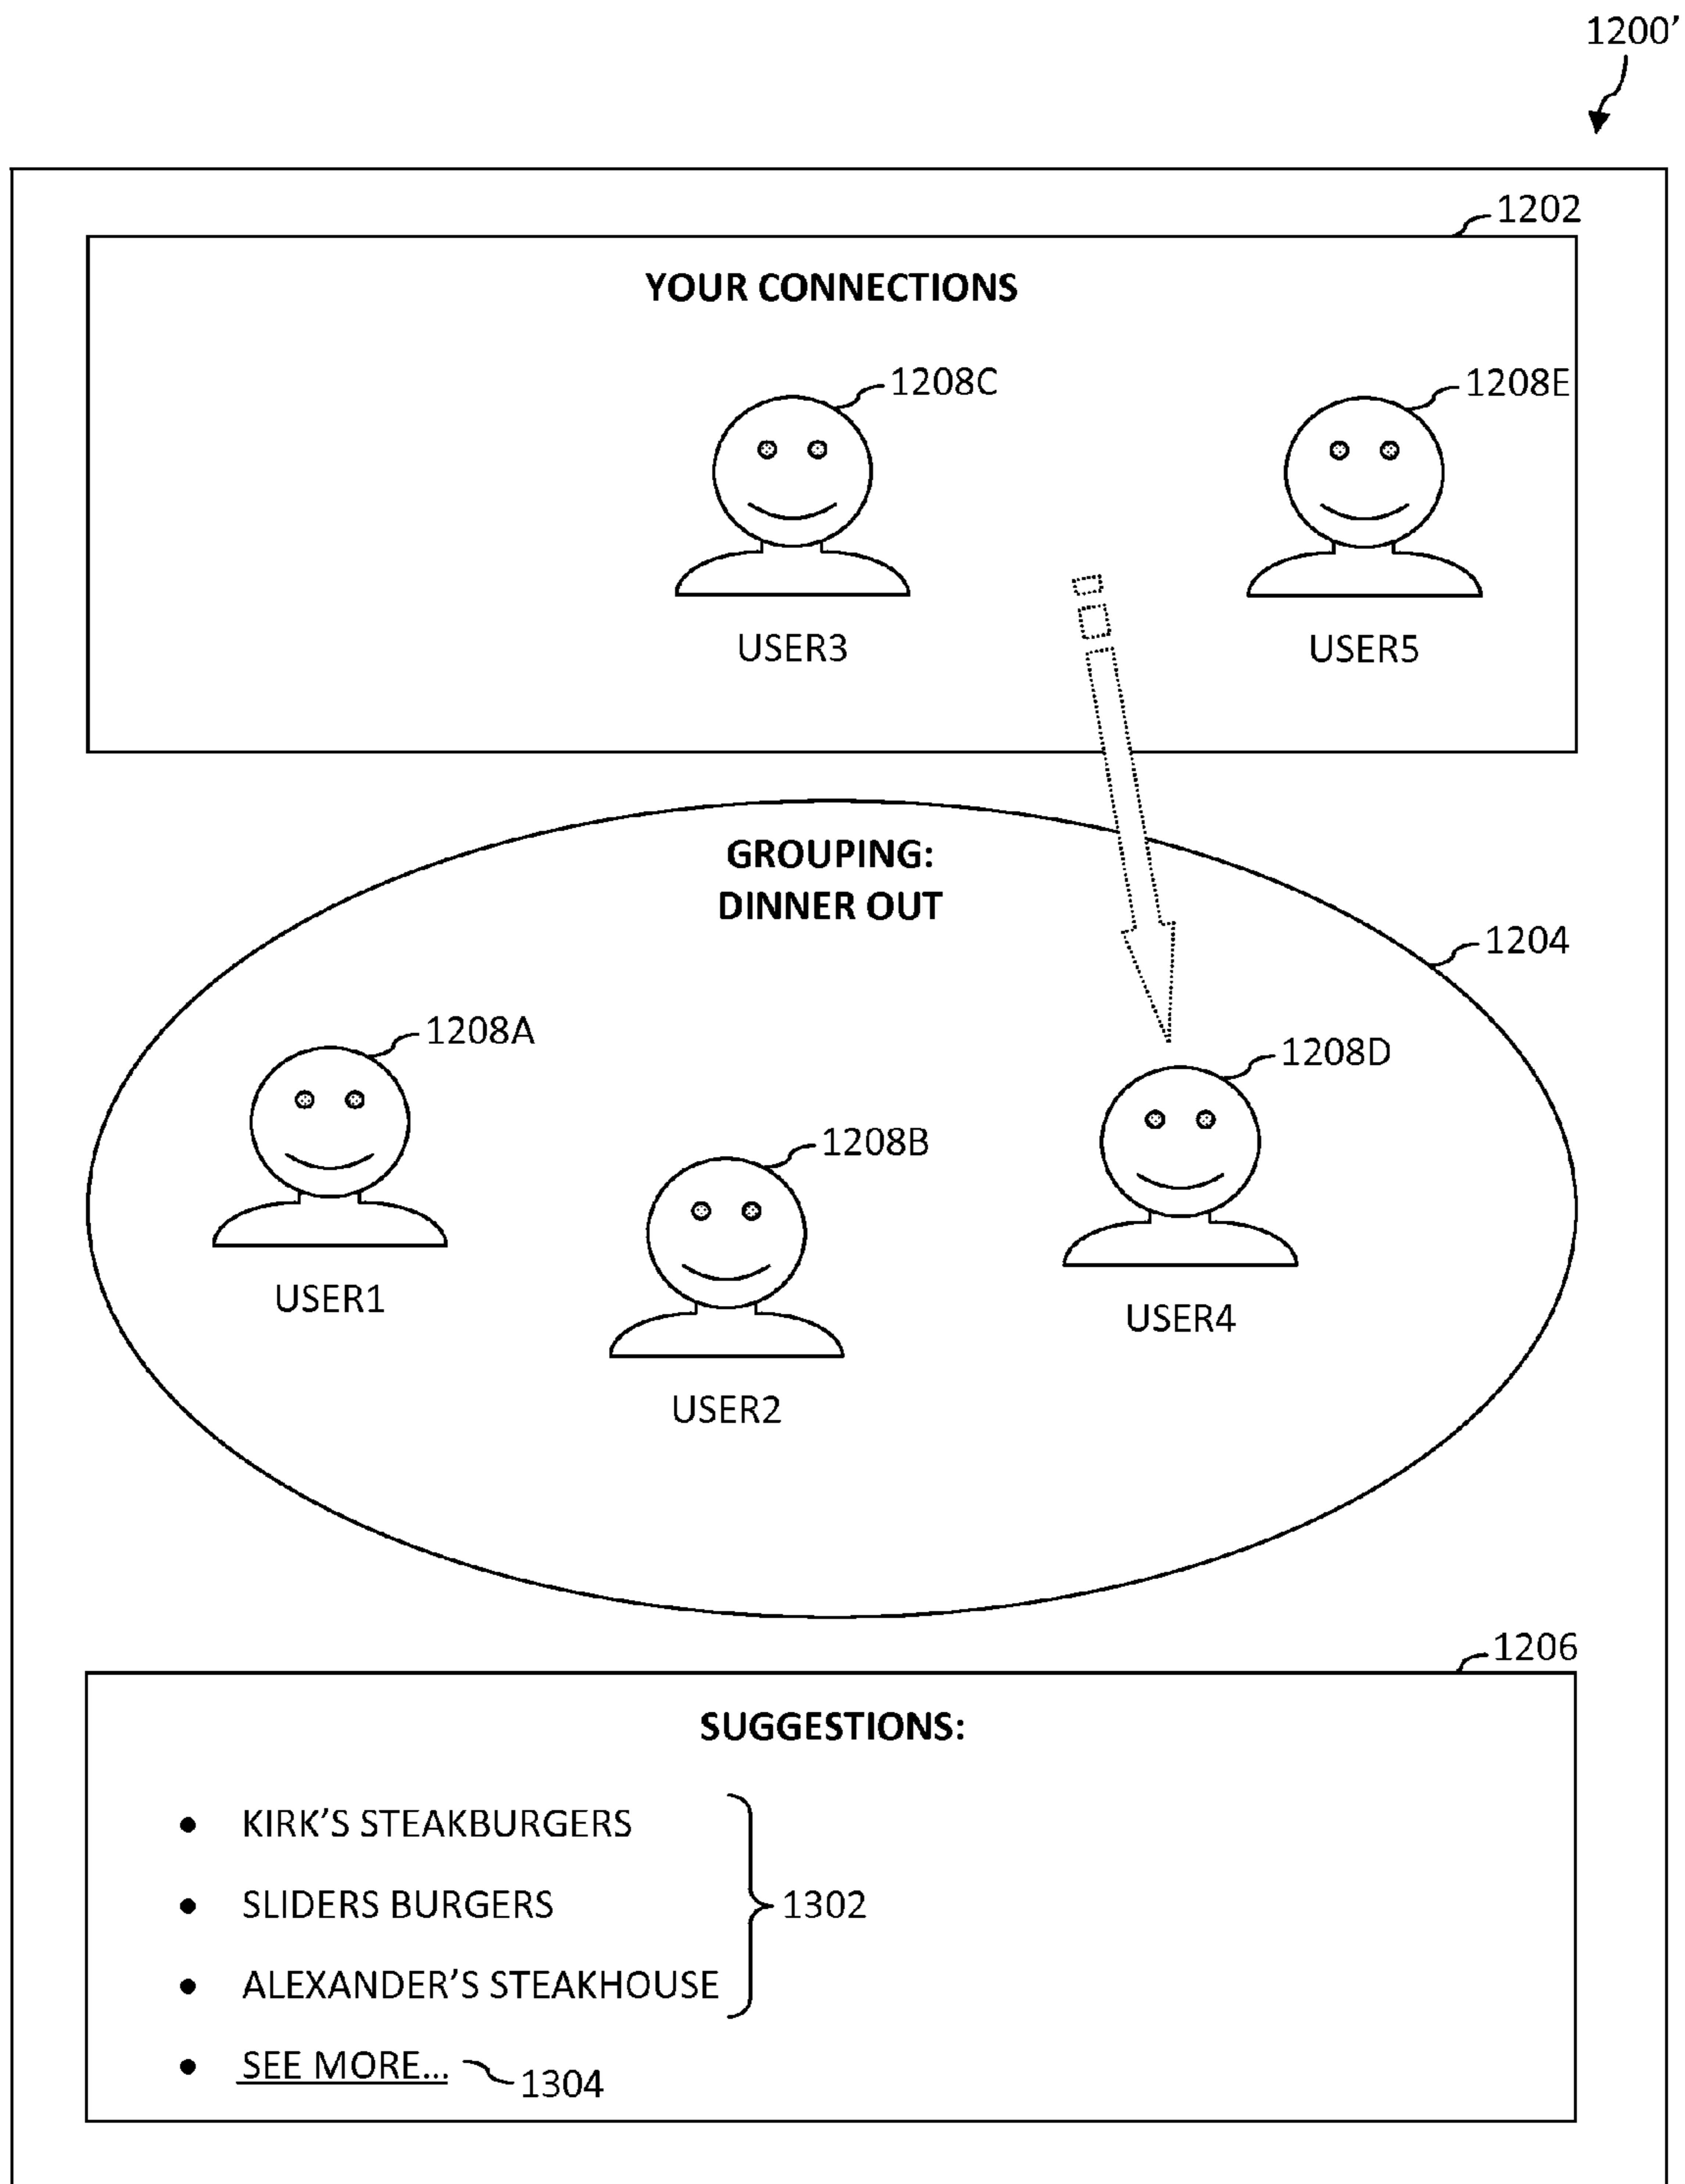 1200’
1202
YOUR CONNECTIONS
1208C
1208E
USER3
USER5
GROUPING:
DINNER OUT
1204
1208A
1208D
1208B
USER1
USER4
USER2
1206
SUGGESTIONS:
• KIRK’S STEAKBURGERS
• SLIDERS BURGERS
1302
• ALEXANDER’S STEAKHOUSE
• SEE MORE...
1304